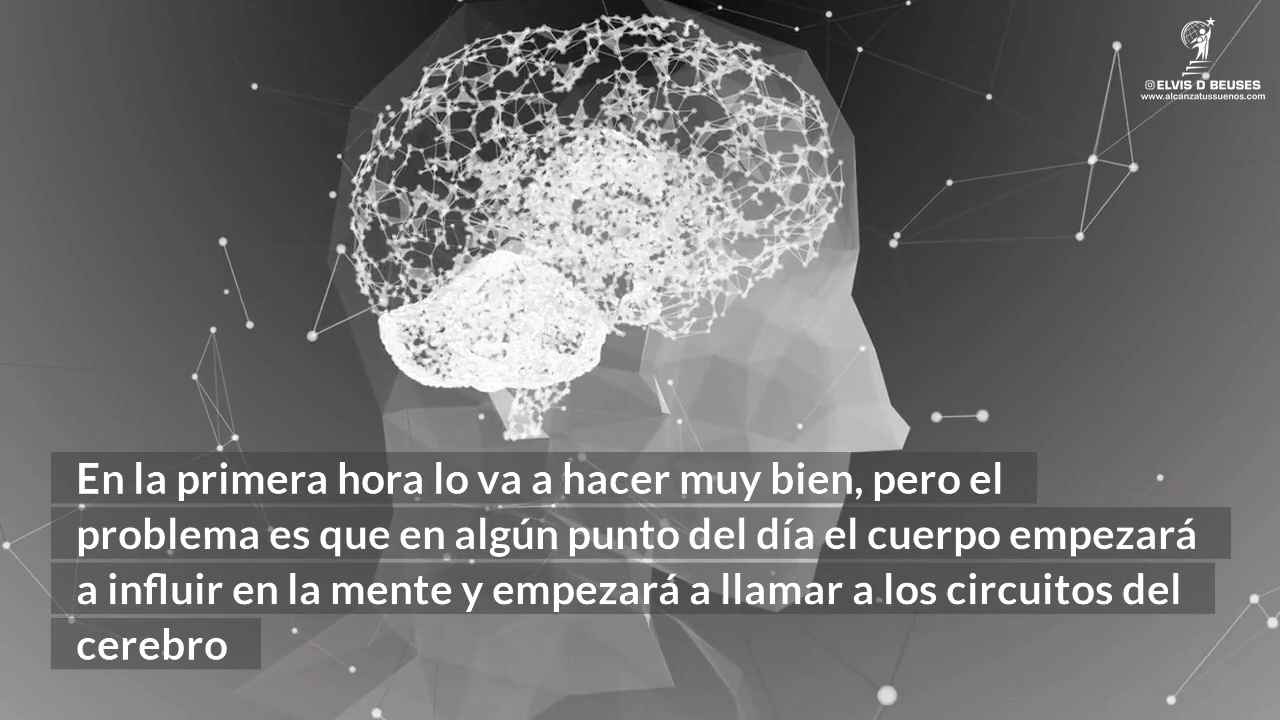 ELVIS D BEUSES
www.alcanzatussuenos.com
En la primera hora lo va a hacer muy bien, pero el
problema es que en algún punto del día el cuerpo empezará
a influir en la mente y empezará a llamar a los circuitos del
cerebro